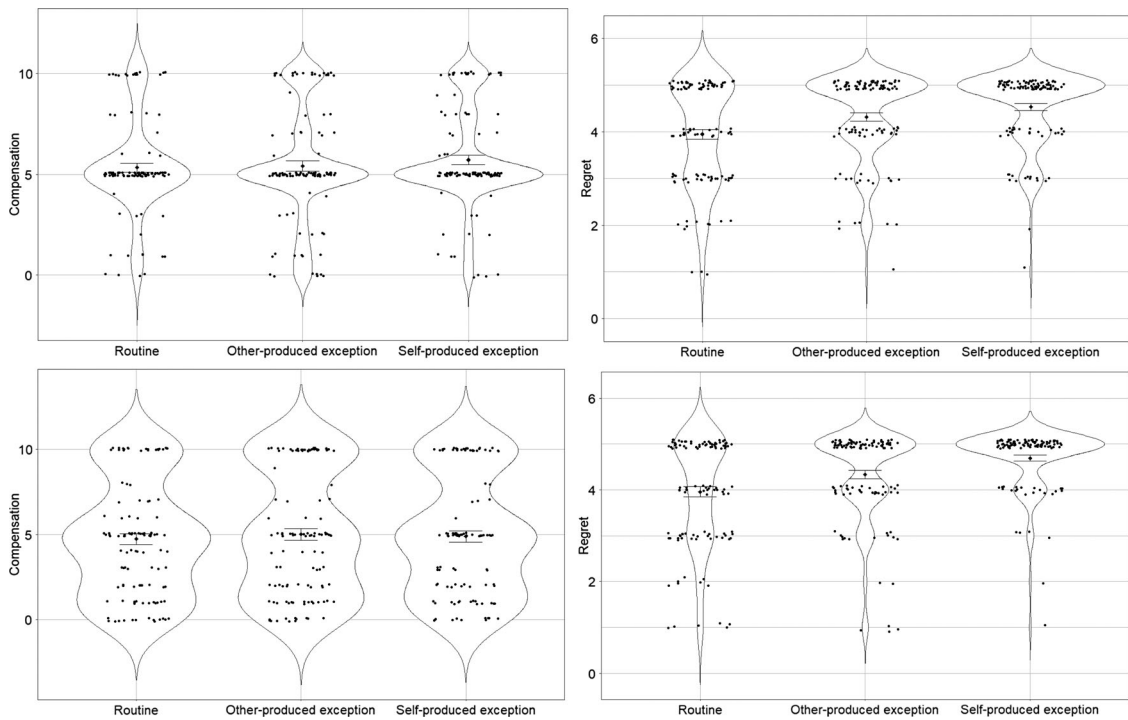 Compensation
10
5
0
Routine Other-produced exception Self-produced exception
Regret
6
4
2
0
Routine Other-produced exception Self-produced exception
Compensation
10
5
0
Routine Other-produced exception Self-produced exception
Regret
6
4
2
0
Routine Other-produced exception Self-produced exception